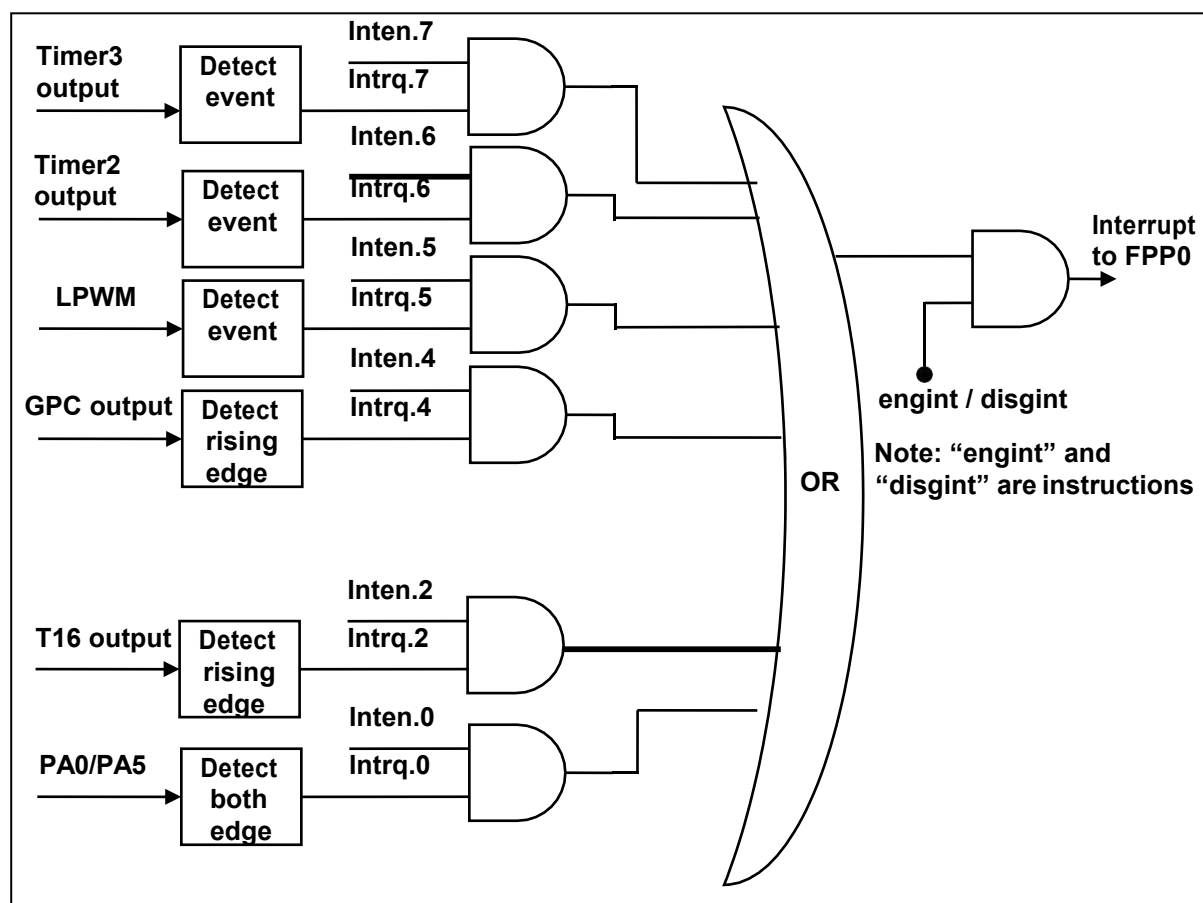 Timer3
output
Detect
event
Inten.7
Intrq.7
Timer2
output
Detect
event
Inten.6
Intrq.6
LPWM
Detect
event
Inten.5
Intrq.5
GPC output
Detect
rising
edge
Inten.4
Intrq.4
T16 output
Detect
rising
edge
Inten.2
Intrq.2
PA0/PA5
Detect
both
edge
Inten.0
Intrq.0
OR
Interrupt
to FPP0
engint / disgint
Note: “engint” and
“disgint” are instructions